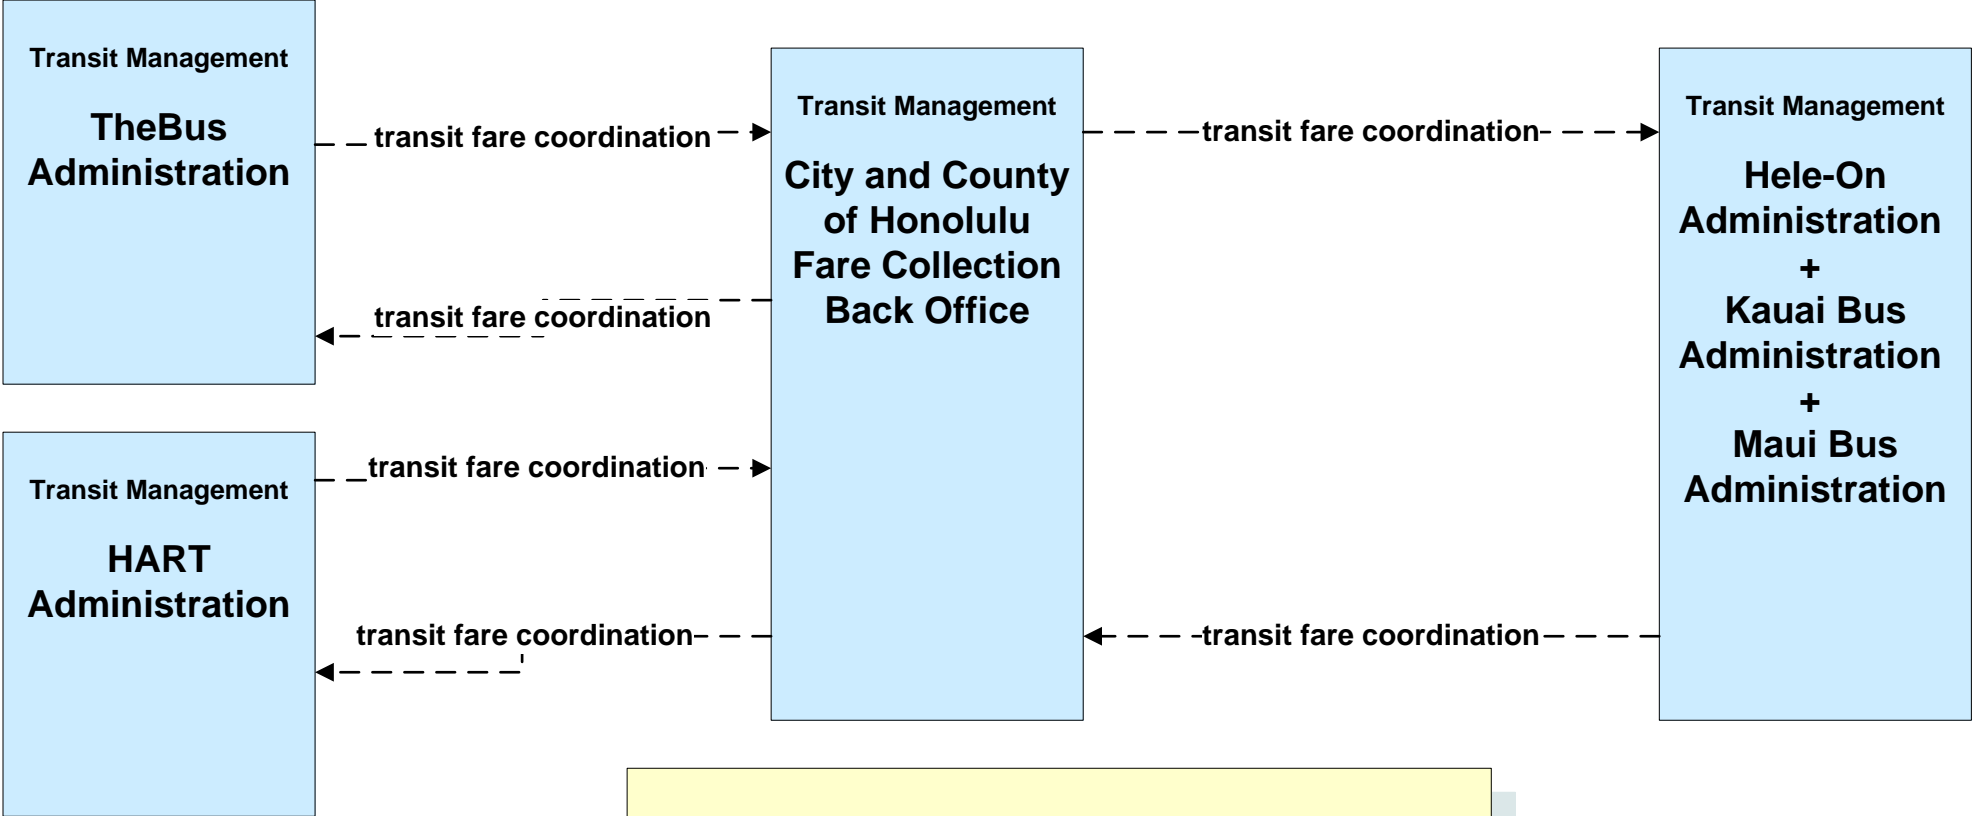 Transit Management
TheBus
Administration
transit fare coordination
transit fare coordination
Transit Management
HART
Administration
transit fare coordination
transit fare coordination
Transit Management
City and County
of Honolulu
Fare Collection
Back Office
transit fare coordination
transit fare coordination
Transit Management
Hele-On
Administration
+
Kauai Bus
Administration
+
Maui Bus
Administration